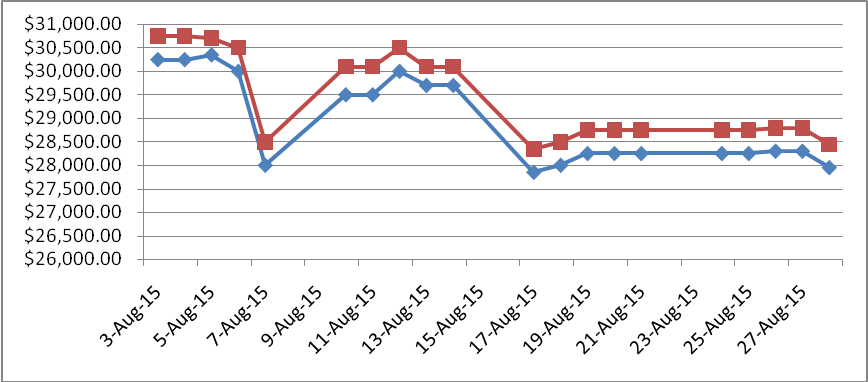 $31,000.00
$30,500.00
$30,000.00
$29,500.00
$29,000.00
$28,500.00
$28,000.00
$27,500.00
$27,000.00
$26,500.00
$26,000.00
3-Aug-15
5-Aug-15
7-Aug-15
9-Aug-15
11-Aug-15
13-Aug-15
15-Aug-15
17-Aug-15
19-Aug-15
21-Aug-15
23-Aug-15
25-Aug-15
27-Aug-15